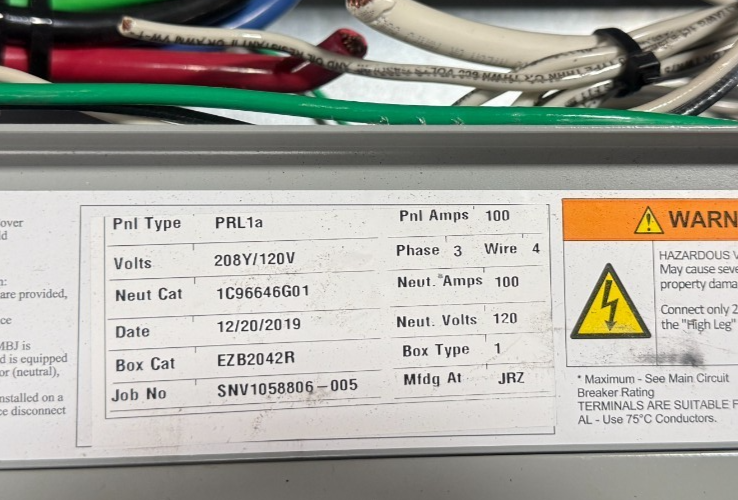 over
d
n:
are provided,
ce
MBJ is
d is equipped
or (neutral),
nstalled on a
ce disconnect
Pnl Type PRL1a Pnl Amps 100
Volts 208Y/120V Phase 3 Wire 4
Neut Cat 1C96646G01 Neut. Amps 100
Date 12/20/2019 Neut. Volts 120
Box Cat EZB2042R Box Type 1
Job No SNV1058806-005 Mfdg At JRZ
WARN
HAZARDOUS V
May cause seve
property dama
Connect only 2
the "High Leg"
* Maximum - See Main Circuit
Breaker Rating
TERMINALS ARE SUITABLE F
AL - Use 75°C Conductors.